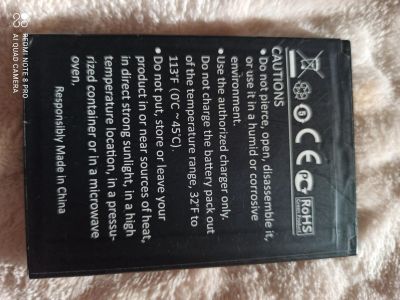 CE
PC
RoHS
CAUTIONS
• Do not pierce, open, disassemble it,
or use it in a humid or corrosive
environment.
• Use the authorized charger only,
Do not charge the battery pack out
of the temperature range, 32°F to
113°F (0°C ~ 45°C).
• Do not put, store or leave your
product in or near sources of heat,
in direct strong sunlight, in a high
temperature location, in a pressu-
rized container or in a microwave
oven.
Responsibly Made in China
REDMI NOTE 8 PRO
AI QUAD CAMERA